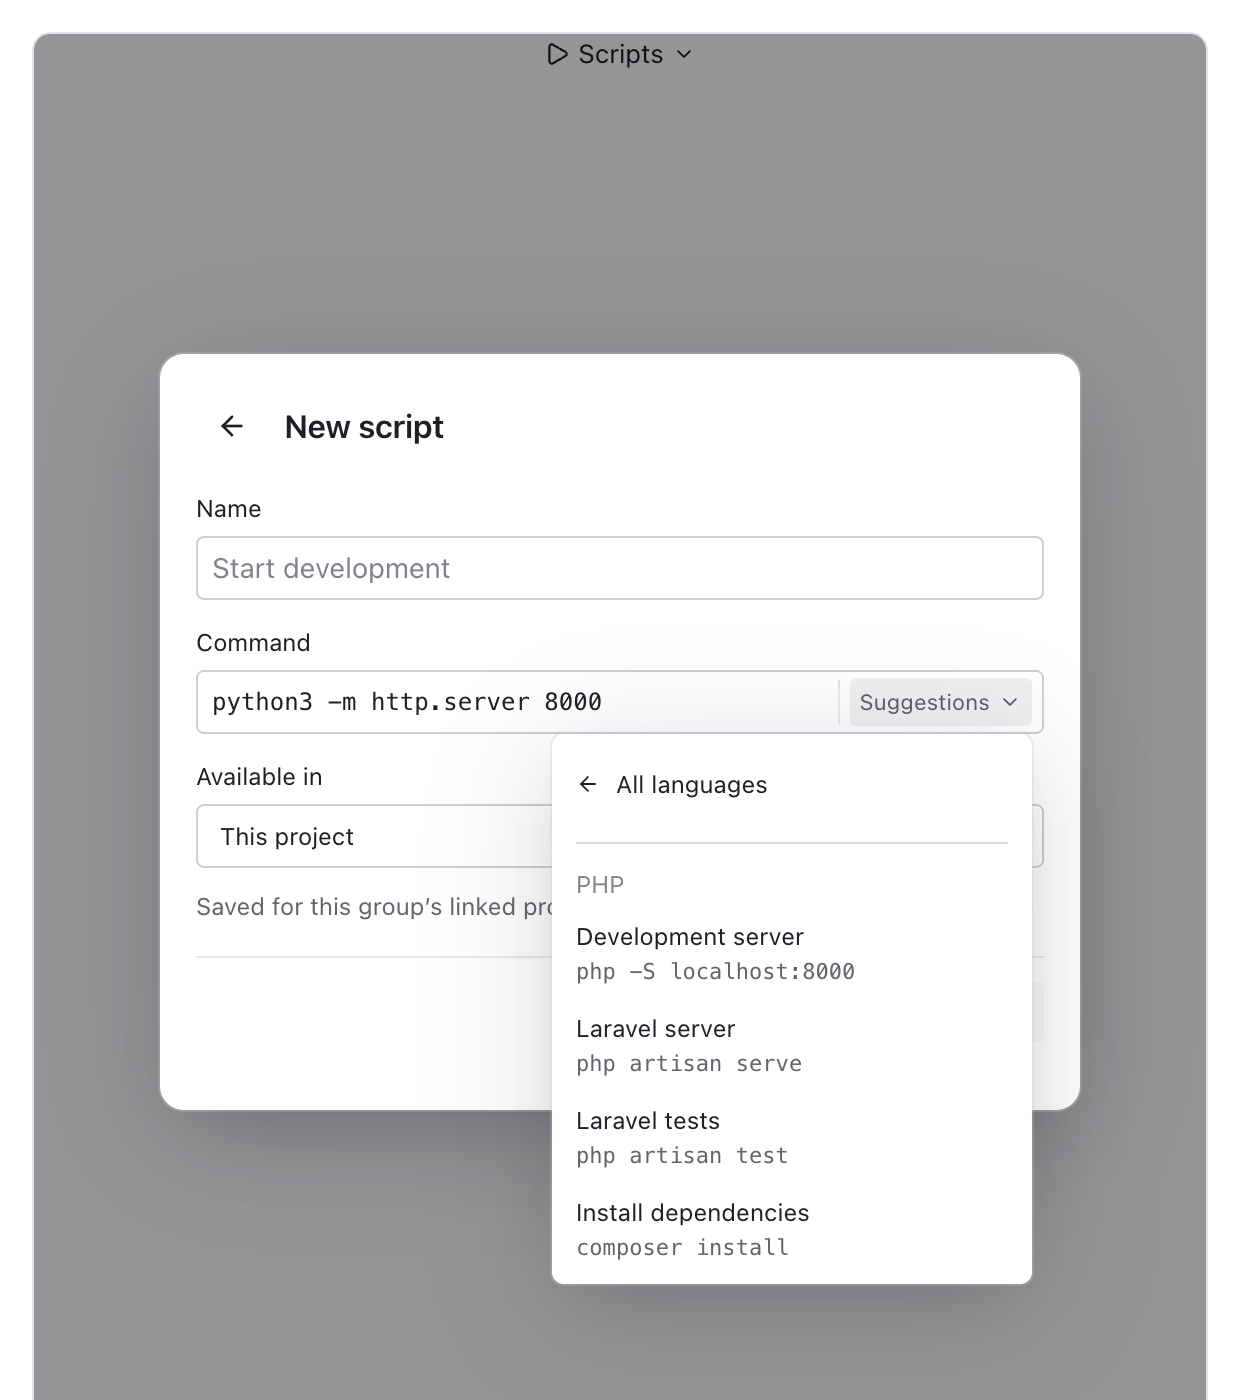 Scripts
New script
Name
Start development
Command
python3 -m http.server 8000
Suggestions
Available in
This project
Saved for this group’s linked
All languages
PHP
Development server
php -S localhost:8000
Laravel server
php artisan serve
Laravel tests
php artisan test
Install dependencies
composer install